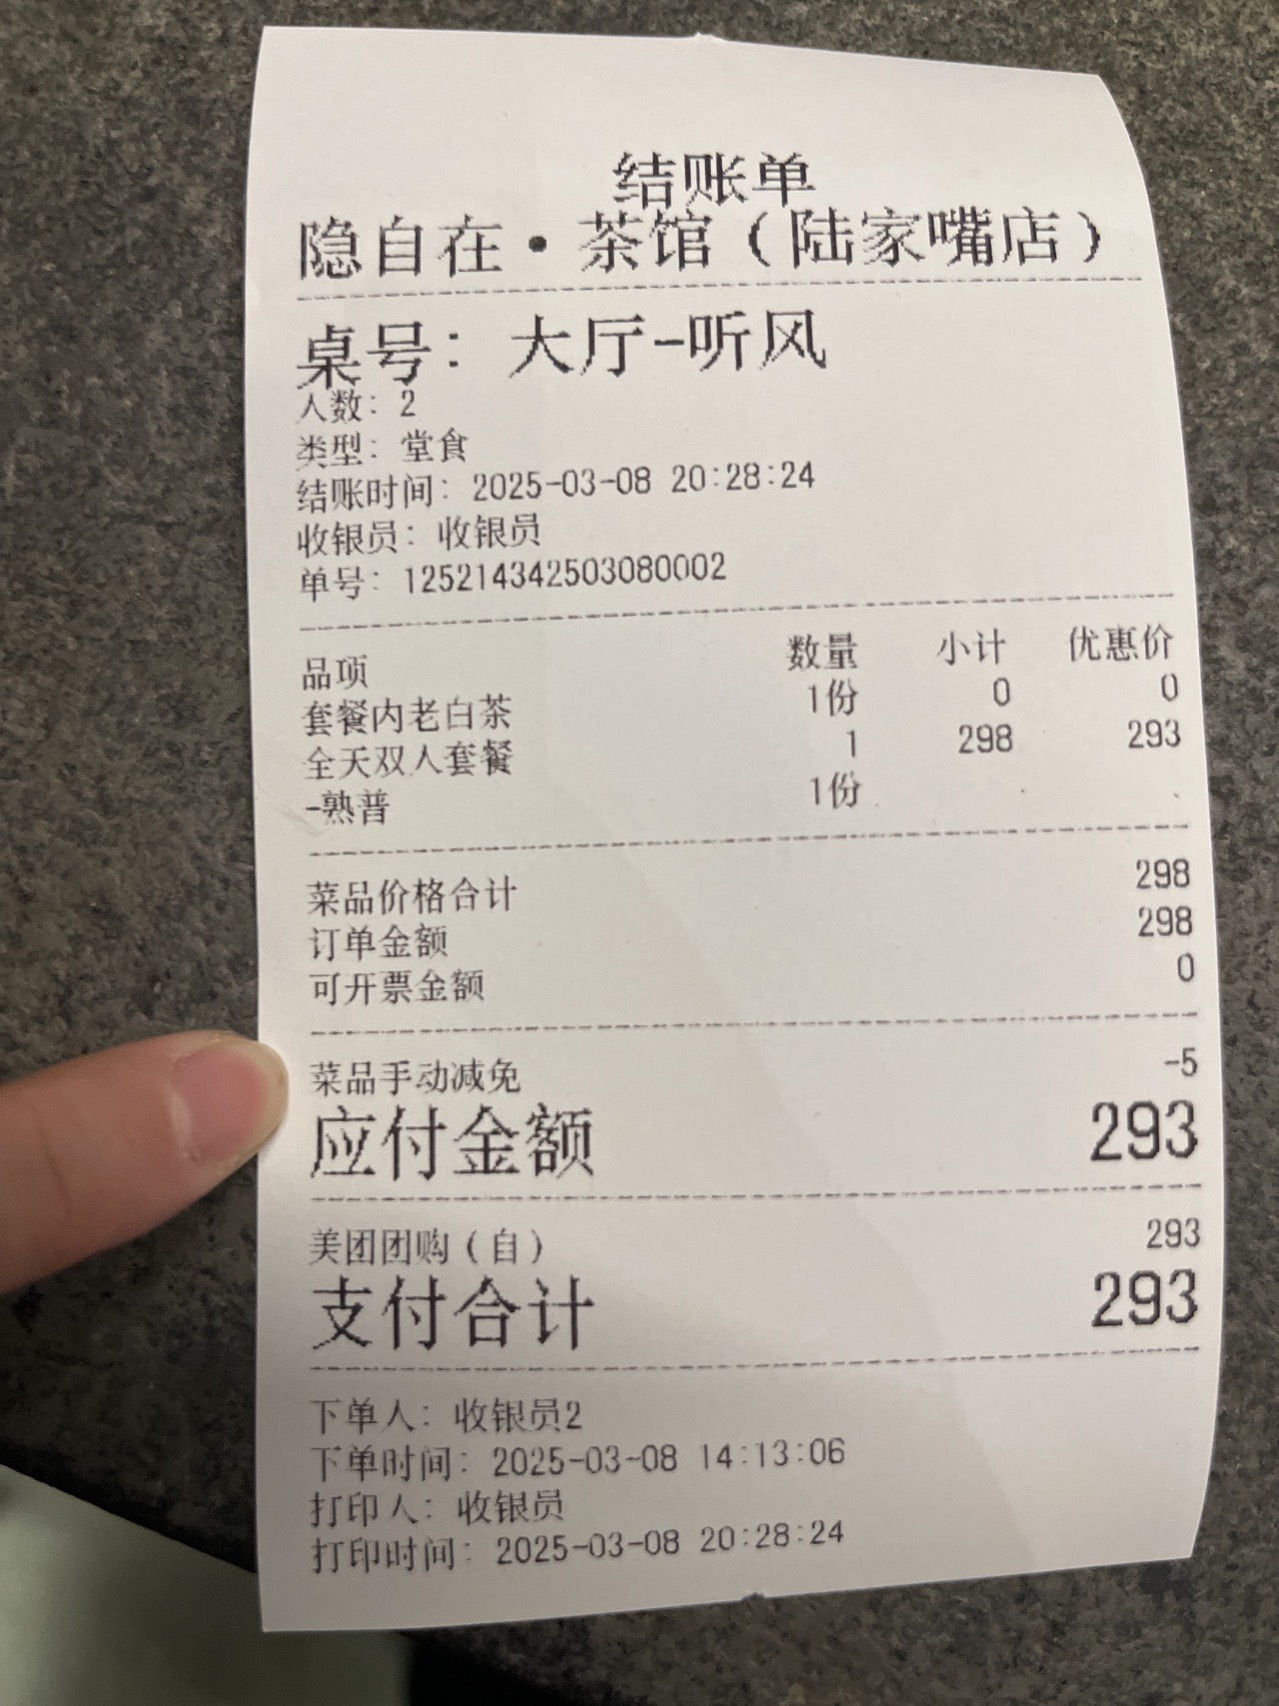 结账单
隐自在·茶馆（陆家嘴店）
桌号：大厅-听风
人数：2
类型：堂食
结账时间：2025-03-08 20:28:24
收银员：收银员
单号：125214342503080002
品项 数量 小计 优惠价
套餐内老白茶 1份 0 0
全天双人套餐 1 298 293
-熟普 1份
菜品价格合计 298
订单金额 298
可开票金额 0
菜品手动减免 -5
应付金额 293
美团团购（自） 293
支付合计 293
下单人：收银员2
下单时间：2025-03-08 14:13:06
打印人：收银员
打印时间：2025-03-08 20:28:24